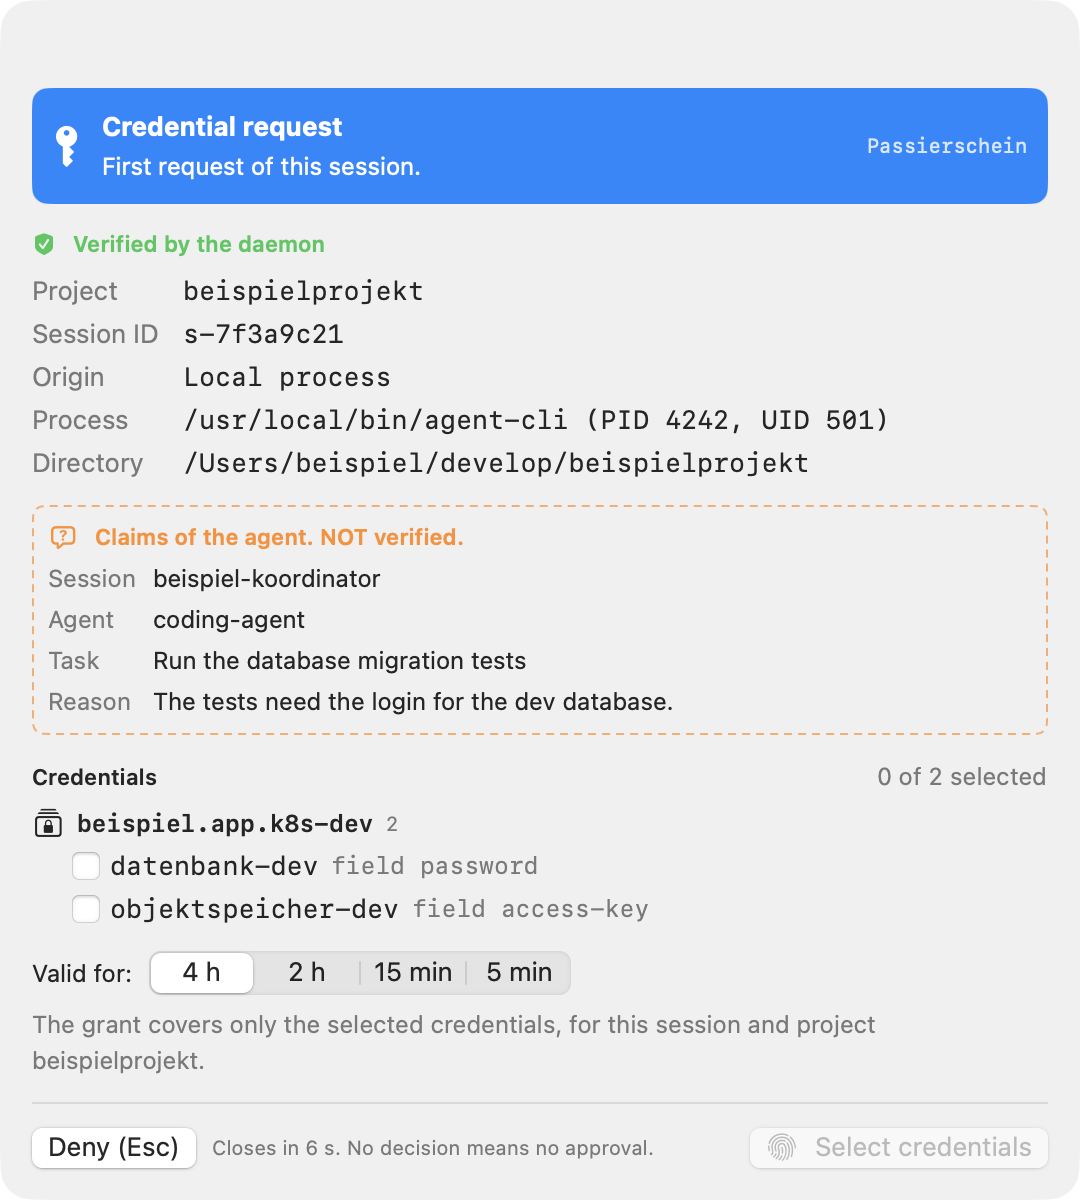 Credential request
First request of this session.
Passierschein
Verified by the daemon
Project beispielprojekt
Session ID s-7f3a9c21
Origin Local process
Process /usr/local/bin/agent-cli (PID 4242, UID 501)
Directory /Users/beispiel/develop/beispielprojekt
Claims of the agent. NOT verified.
Session beispiel-koordinator
Agent coding-agent
Task Run the database migration tests
Reason The tests need the login for the dev database.
Credentials 0 of 2 selected
beispiel.app.k8s-dev 2
datenbank-dev field password
objektspeicher-dev field access-key
Valid for: 4 h 2 h 15 min 5 min
The grant covers only the selected credentials, for this session and project
beispielprojekt.
Deny (Esc) Closes in 6 s. No decision means no approval. Select credentials